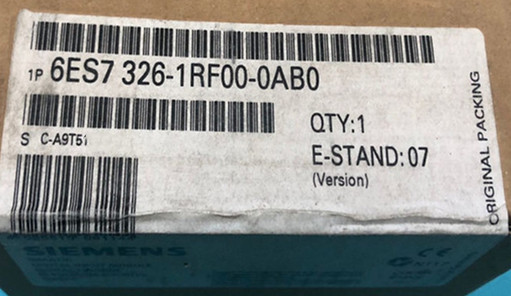 1P 6ES7 326-1RF00-0AB0
S C-A9T51
QTY:1
E-STAND:07
(Version)
ORIGINAL PACKING
SIEMENS